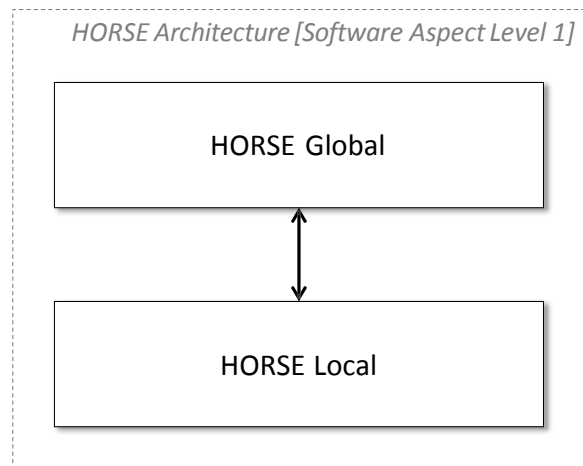 HORSE Architecture [Software Aspect Level 1]
HORSE Global
HORSE Local